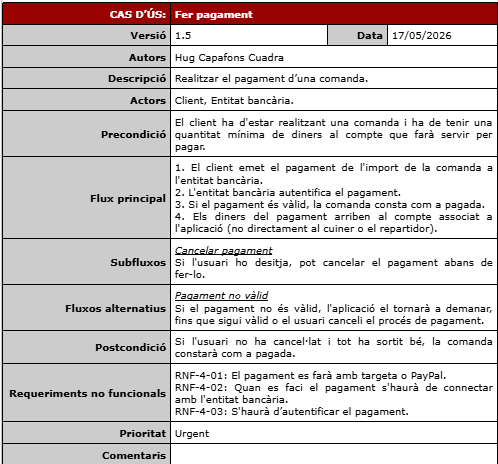 CAS D'ÚS: Fer pagament
Versió 1.5 Data 17/05/2026
Autors Hug Capafons Cuadra
Descripció Realitzar el pagament d'una comanda.
Actors Client, Entitat bancària.
Precondició
El client ha d'estar realitzant una comanda i ha de tenir una
quantitat mínima de diners al compte que farà servir per
pagar.
Flux principal
1. El client emet el pagament de l'import de la comanda a
l'entitat bancària.
2. L'entitat bancària autentifica el pagament.
3. Si el pagament és vàlid, la comanda consta com a pagada.
4. Els diners del pagament arriben al compte associat a
l'aplicació (no directament al cuiner o el repartidor).
Subfluxos
Cancelar pagament
Si l'usuari ho desitja, pot cancelar el pagament abans de
fer-lo.
Fluxos alternatius
Pagament no vàlid
Si el pagament no és vàlid, l'aplicació el tornarà a demanar,
fins que sigui vàlid o el usuari canceli el procés de pagament.
Postcondició
Si l'usuari no ha cancel·lat i tot ha sortit bé, la comanda
constarà com a pagada.
Requeriments no funcionals
RNF-4-01: El pagament es farà amb targeta o PayPal.
RNF-4-02: Quan es faci el pagament s'haurà de connectar
amb l'entitat bancària.
RNF-4-03: S'haurà d'autentificar el pagament.
Prioritat Urgent
Comentaris